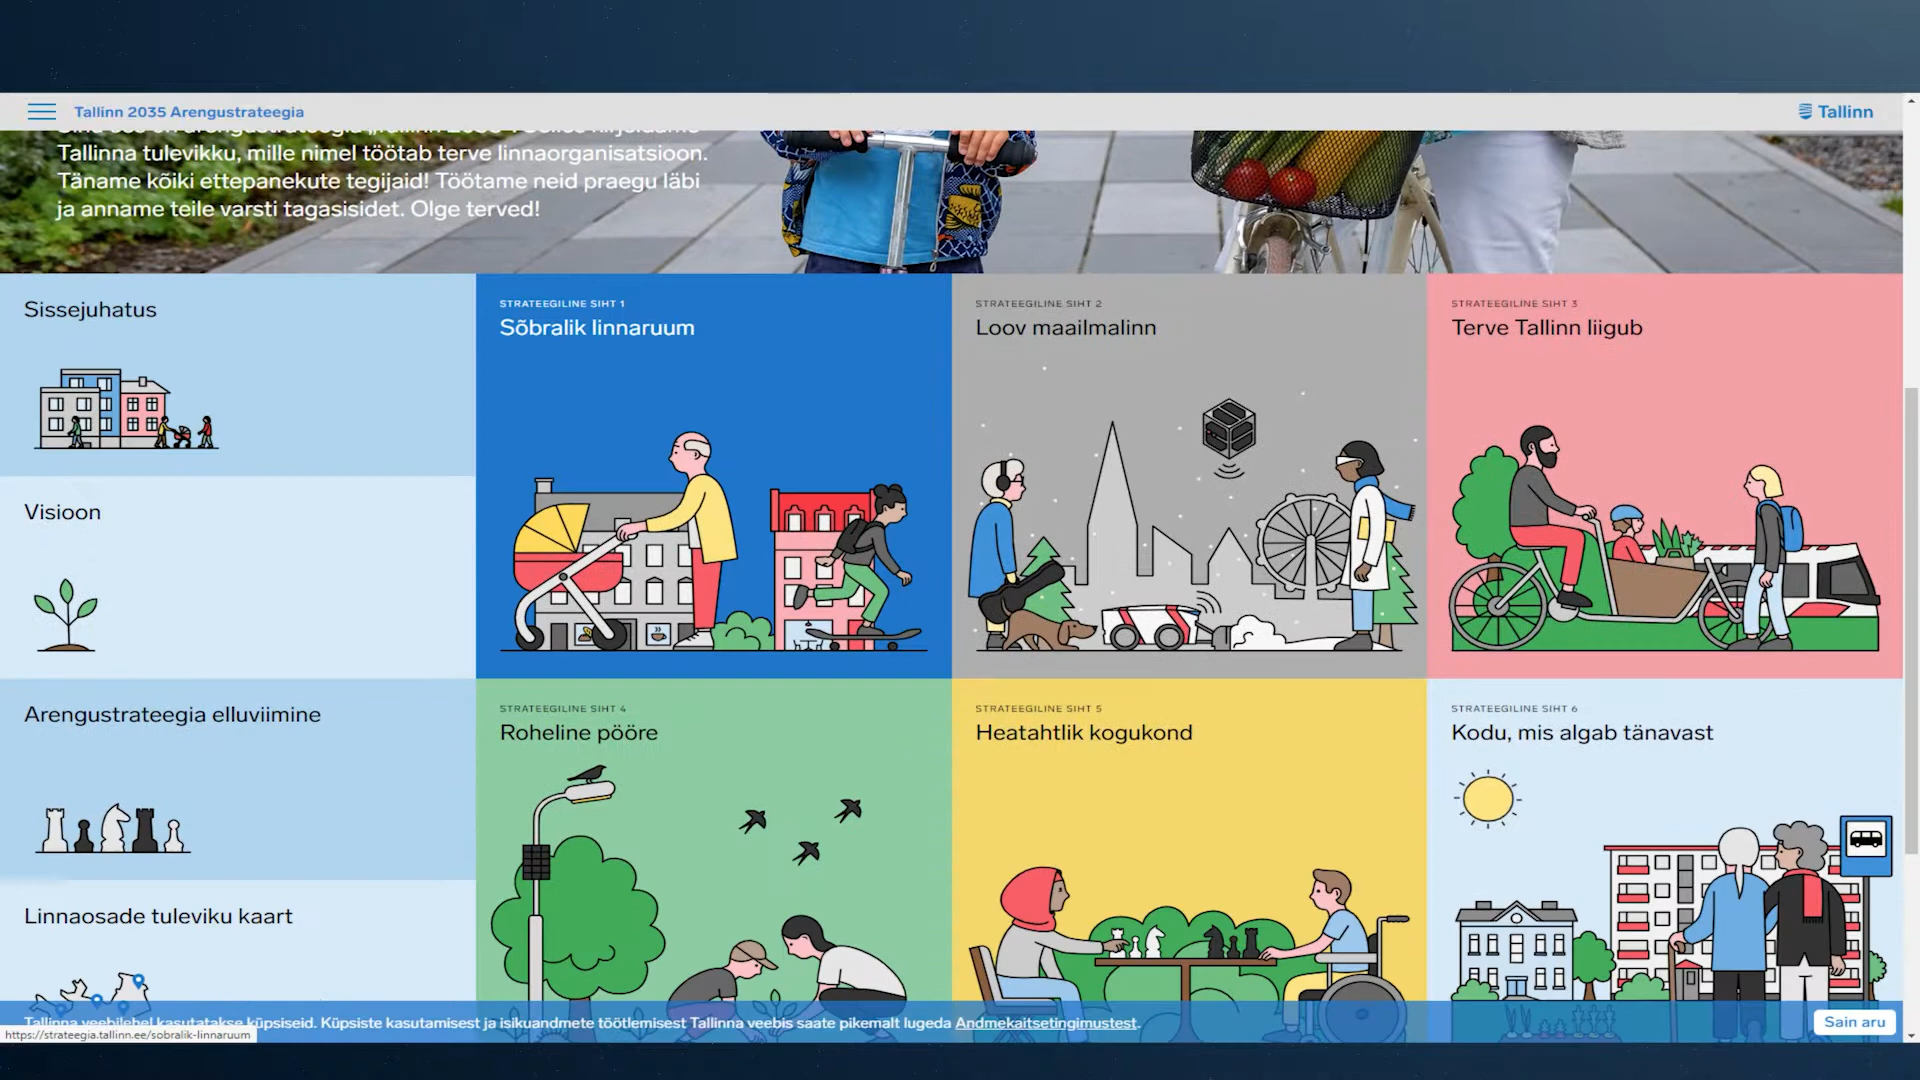 Tallinn 2035 Arengustrateegia
Tallinn
Tallinna tulevikku, mille nimel töötab terve linnaorganisatsioon.
Täname kõiki ettepanekute tegijaid! Töötame neid praegu läbi
ja anname teile varsti tagasisidet. Olge terved!
Sissejuhatus
Visioon
Arengustrateegia elluviimine
Linnaosade tuleviku kaart
STRATEEGILINE SIHT 1
Sõbralik linnaruum
STRATEEGILINE SIHT 2
Loov maailmalinn
STRATEEGILINE SIHT 3
Terve Tallinn liigub
STRATEEGILINE SIHT 4
Roheline pööre
STRATEEGILINE SIHT 5
Heatahtlik kogukond
STRATEEGILINE SIHT 6
Kodu, mis algab tänavast
Tallinna veebilehel kasutatakse küpsiseid. Küpsiste kasutamisest ja isikuandmete töötlemisest Tallinna veebis saate pikemalt lugeda Andmekaitsetingimustest.
Sain aru
https://strateegia.tallinn.ee/sobralik-linnaruum